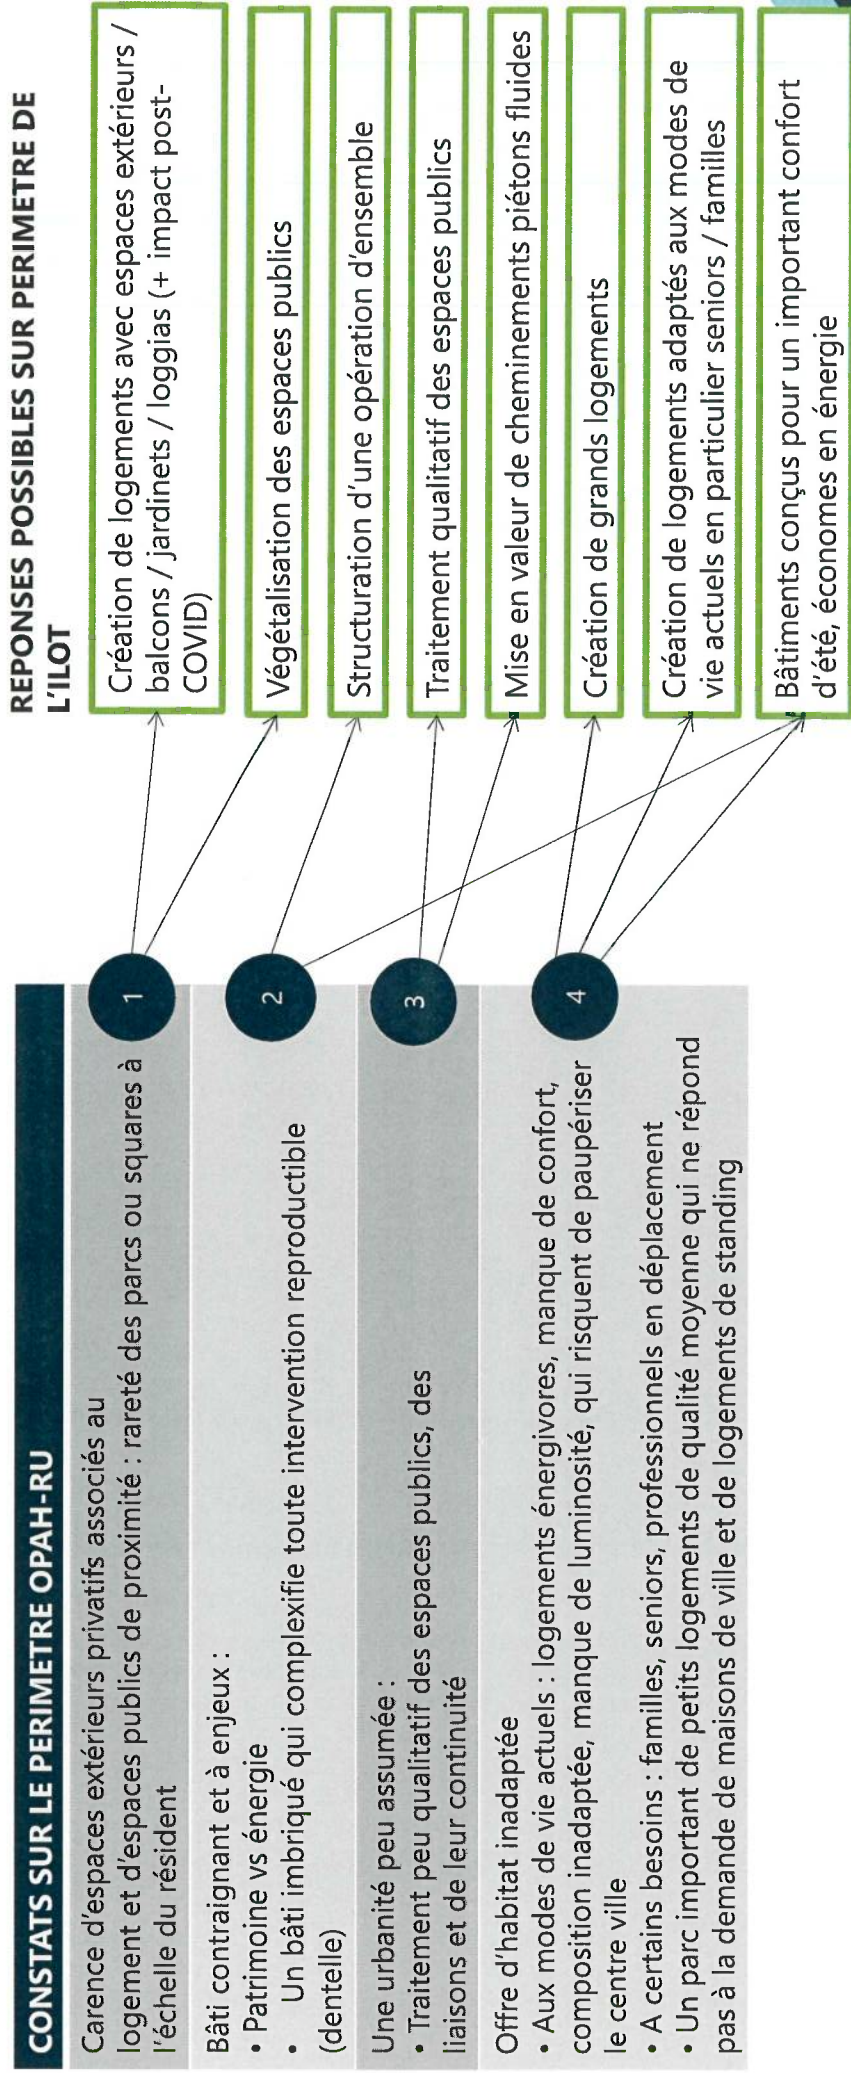 CONSTATS SUR LE PERIMETRE OPAH-RU
Carence d'espaces extérieurs privatifs associés au
logement et d'espaces publics de proximité : rareté des parcs ou squares à
l'échelle du résident
1
Bâti contraignant et à enjeux :
• Patrimoine vs énergie
• Un bâti imbriqué qui complexifie toute intervention reproductible
(dentelle)
2
Une urbanité peu assumée :
• Traitement peu qualitatif des espaces publics, des
liaisons et de leur continuité
3
Offre d'habitat inadaptée
• Aux modes de vie actuels : logements énergivores, manque de confort,
composition inadaptée, manque de luminosité, qui risquent de paupériser
le centre ville
• A certains besoins : familles, seniors, professionnels en déplacement
• Un parc important de petits logements de qualité moyenne qui ne répond
pas à la demande de maisons de ville et de logements de standing
4
REPONSES POSSIBLES SUR PERIMETRE DE
L'ILOT
Création de logements avec espaces extérieurs /
balcons / jardinets / loggias (+ impact post-
COVID)
Végétalisation des espaces publics
Structuration d'une opération d'ensemble
Traitement qualitatif des espaces publics
Mise en valeur de cheminements piétons fluides
Création de grands logements
Création de logements adaptés aux modes de
vie actuels en particulier seniors / familles
Bâtiments conçus pour un important confort
d'été, économes en énergie